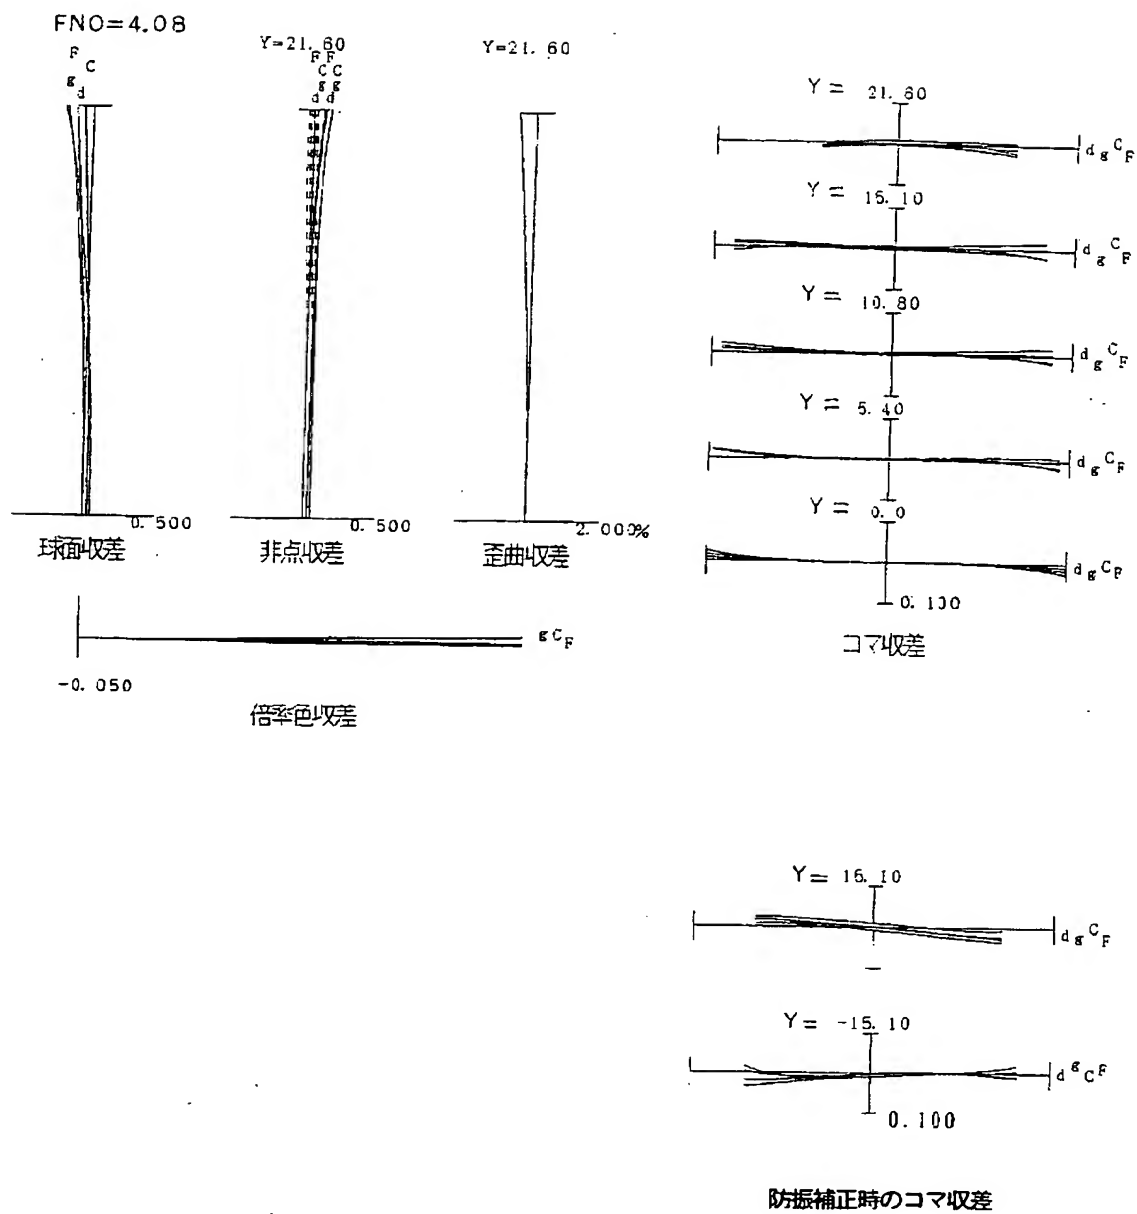 FNO=4.08
F
g C
d
0.500
球面収差
Y=21.60
F F
C C
g g
d d
0.500
非点収差
Y=21.60
2.000%
歪曲収差
g C F
-0.050
倍率色収差
Y= 21.60
d g C F
Y= 15.10
d g C F
Y= 10.80
d g C F
Y= 5.40
d g C F
Y= 0.0
d g C F
0.100
コマ収差
Y= 15.10
d g C F
Y= -15.10
d g C F
0.100
防振補正時のコマ収差